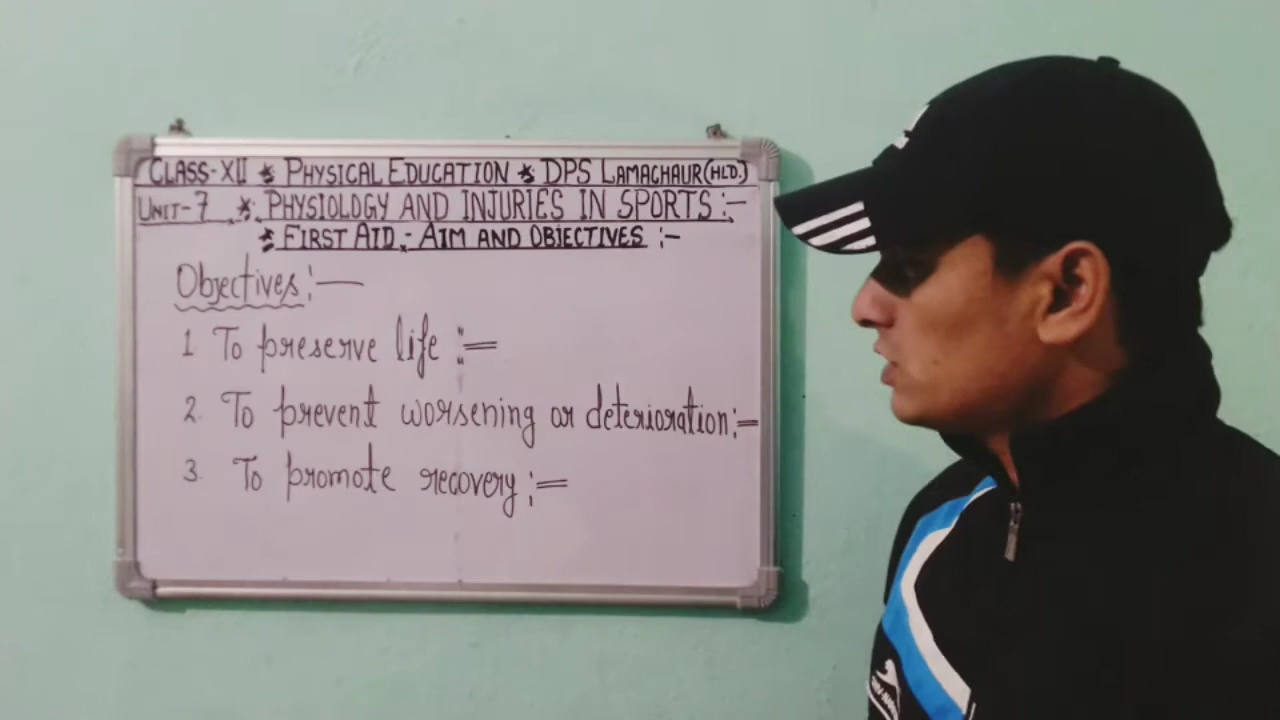 CLASS-XII * PHYSICAL EDUCATION * DPS LAMACHAUR (HLD.)
UNIT-7 * PHYSIOLOGY AND INJURIES IN SPORTS :-
* FIRST AID :- AIM AND OBJECTIVES :-
Objectives :-
1. To preserve life :=
2. To prevent worsening or deterioration :=
3. To promote recovery :=